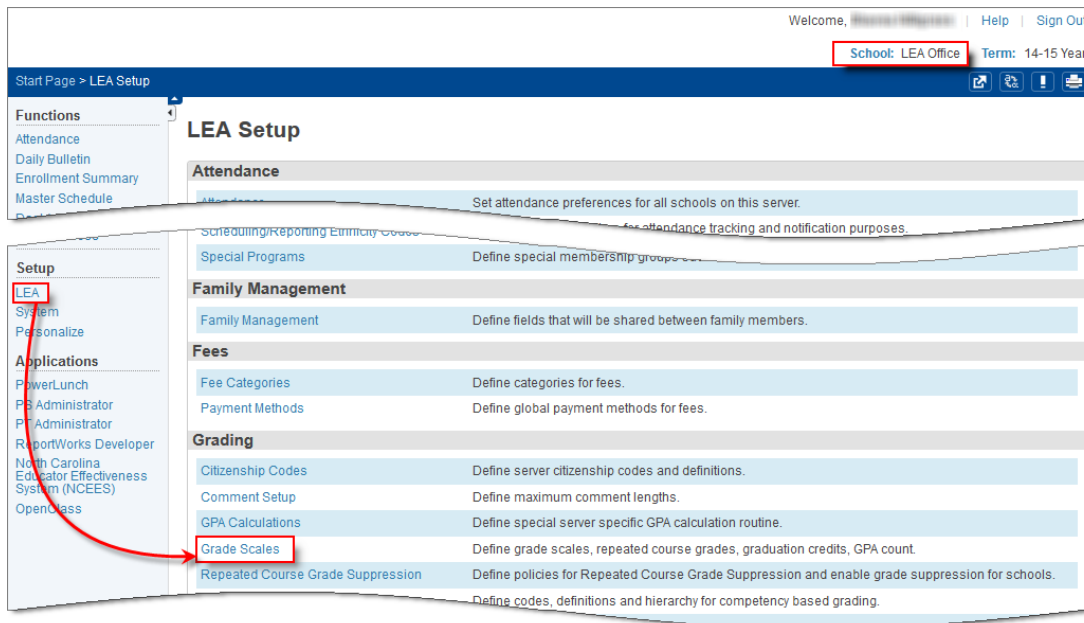 Welcome, | Help | Sign Out
School: LEA Office Term: 14-15 Year
Start Page > LEA Setup
Functions
Attendance
Daily Bulletin
Enrollment Summary
Master Schedule
LEA Setup
Attendance
Attendance Set attendance preferences for all schools on this server.
Scheduling/Reporting Ethnicity Codes for attendance tracking and notification purposes.
Special Programs Define special membership groups
Setup
LEA
System
Personalize
Applications
PowerLunch
PS Administrator
PT Administrator
ReportWorks Developer
North Carolina
Educator Effectiveness
System (NCEES)
OpenClass
Family Management
Family Management Define fields that will be shared between family members.
Fees
Fee Categories Define categories for fees.
Payment Methods Define global payment methods for fees.
Grading
Citizenship Codes Define server citizenship codes and definitions.
Comment Setup Define maximum comment lengths.
GPA Calculations Define special server specific GPA calculation routine.
Grade Scales Define grade scales, repeated course grades, graduation credits, GPA count.
Repeated Course Grade Suppression Define policies for Repeated Course Grade Suppression and enable grade suppression for schools.
Define codes, definitions and hierarchy for competency based grading.